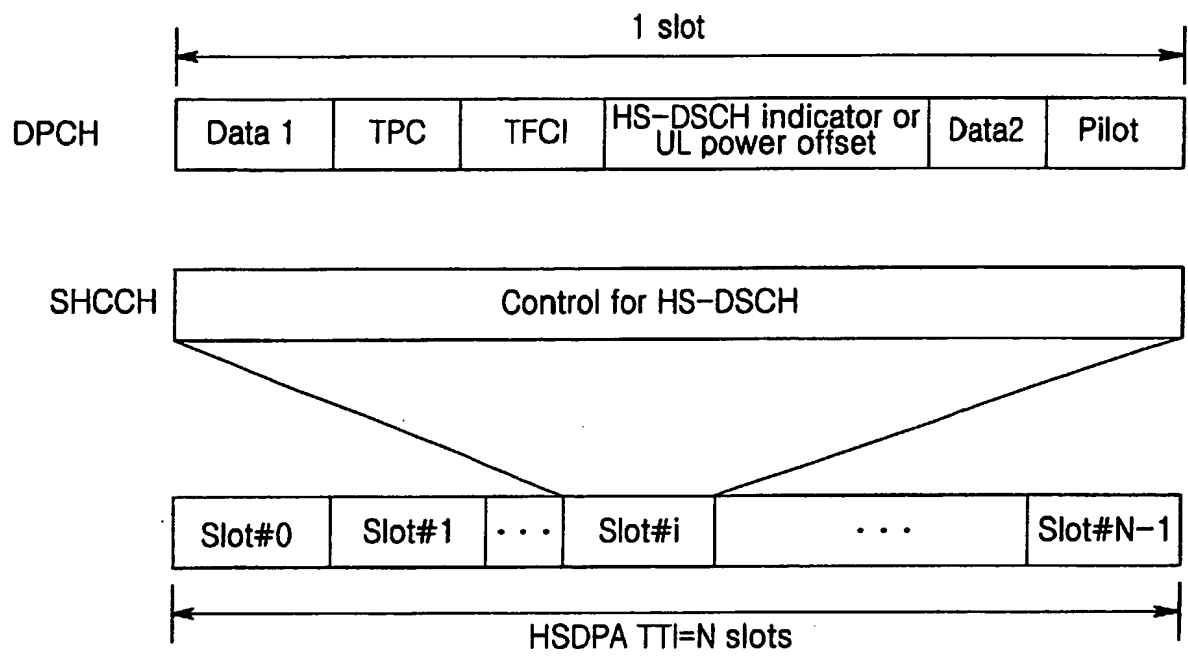 1 slot
DPCH
Data 1
TPC
TFCI
HS-DSCH indicator or
UL power offset
Data2
Pilot
SHCCH
Control for HS-DSCH
Slot#0
Slot#1
· · ·
Slot#i
· · ·
Slot#N-1
HSDPA TTI=N slots